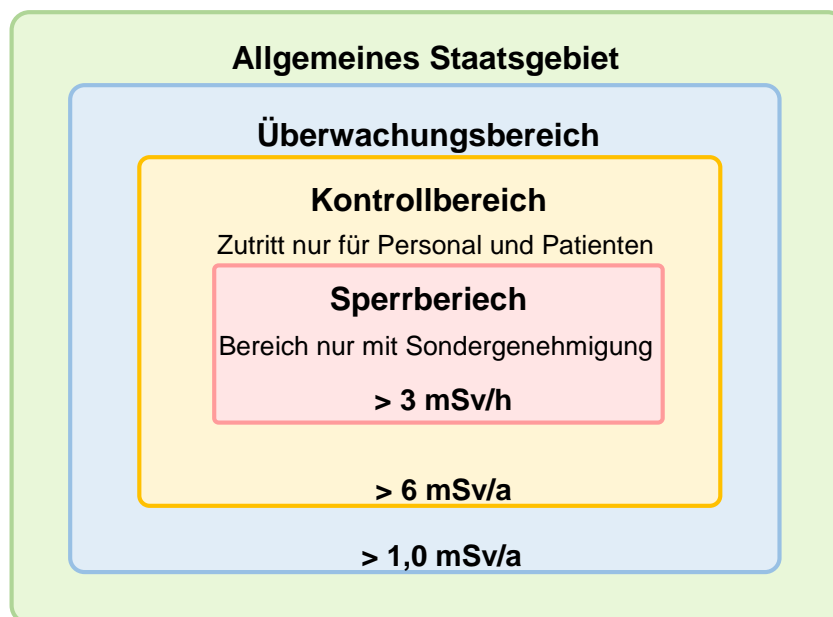 Allgemeines Staatsgebiet
Überwachungsbereich
Kontrollbereich
Zutritt nur für Personal und Patienten
Sperrberiech
Bereich nur mit Sondergenehmigung
> 3 mSv/h
> 6 mSv/a
> 1,0 mSv/a